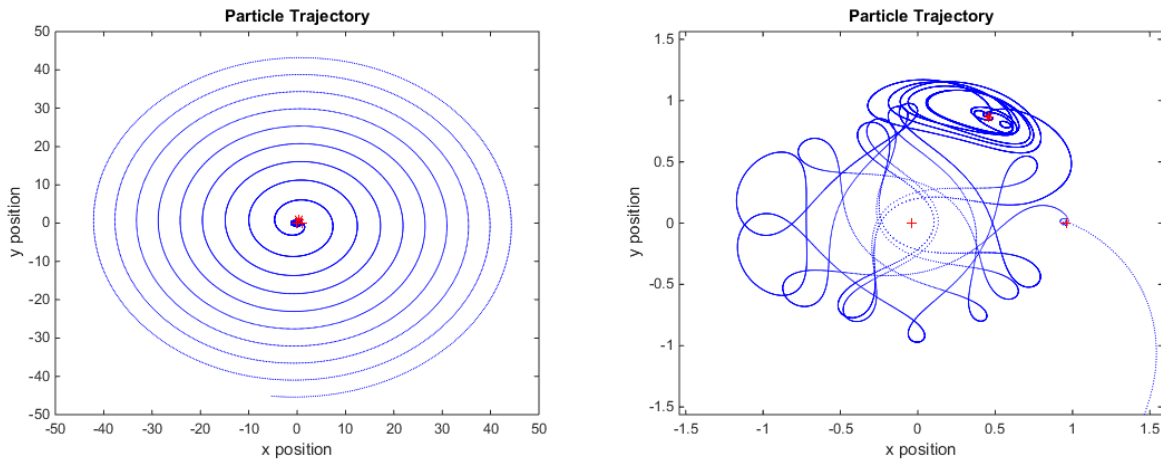 Particle Trajectory
50
40
30
20
10
0
-10
-20
-30
-40
-50
y position
-50 -40 -30 -20 -10 0 10 20 30 40 50
x position
Particle Trajectory
1.5
1
0.5
0
-0.5
-1
-1.5
y position
-1.5 -1 -0.5 0 0.5 1 1.5
x position